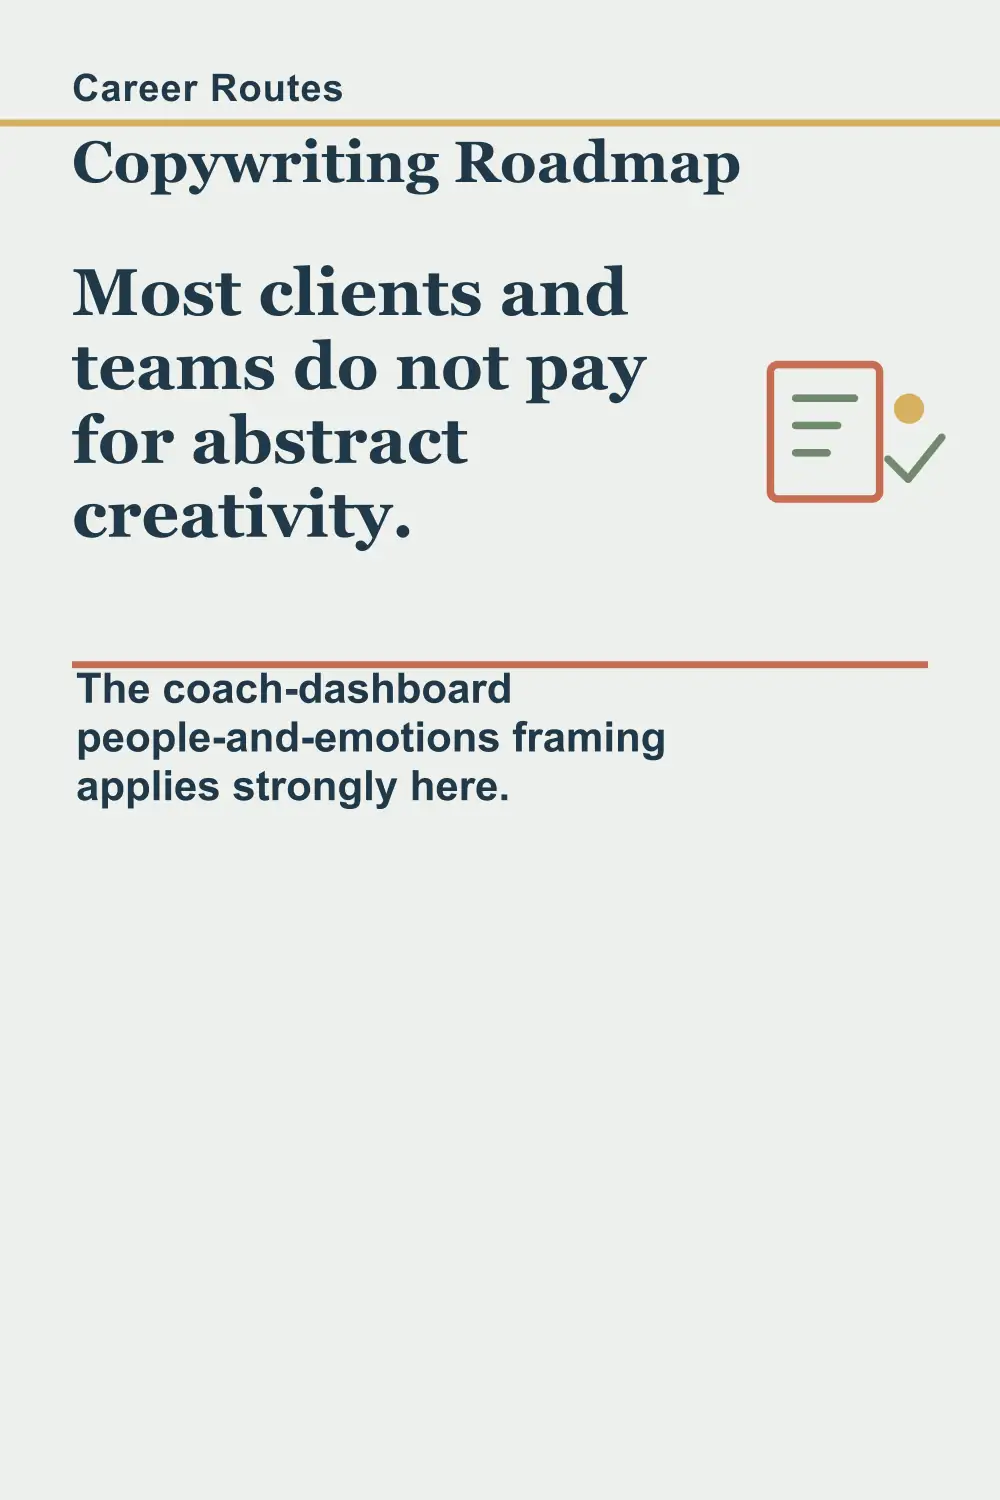 Career Routes
Copywriting Roadmap
Most clients and
teams do not pay
for abstract
creativity.
The coach-dashboard
people-and-emotions framing
applies strongly here.